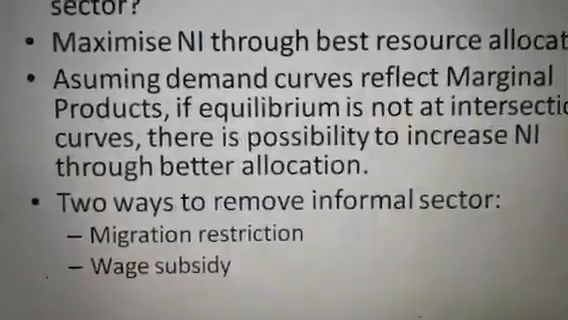 sector?
• Maximise NI through best resource allocat
• Asuming demand curves reflect Marginal
Products, if equilibrium is not at intersectio
curves, there is possibility to increase NI
through better allocation.
• Two ways to remove informal sector:
– Migration restriction
– Wage subsidy